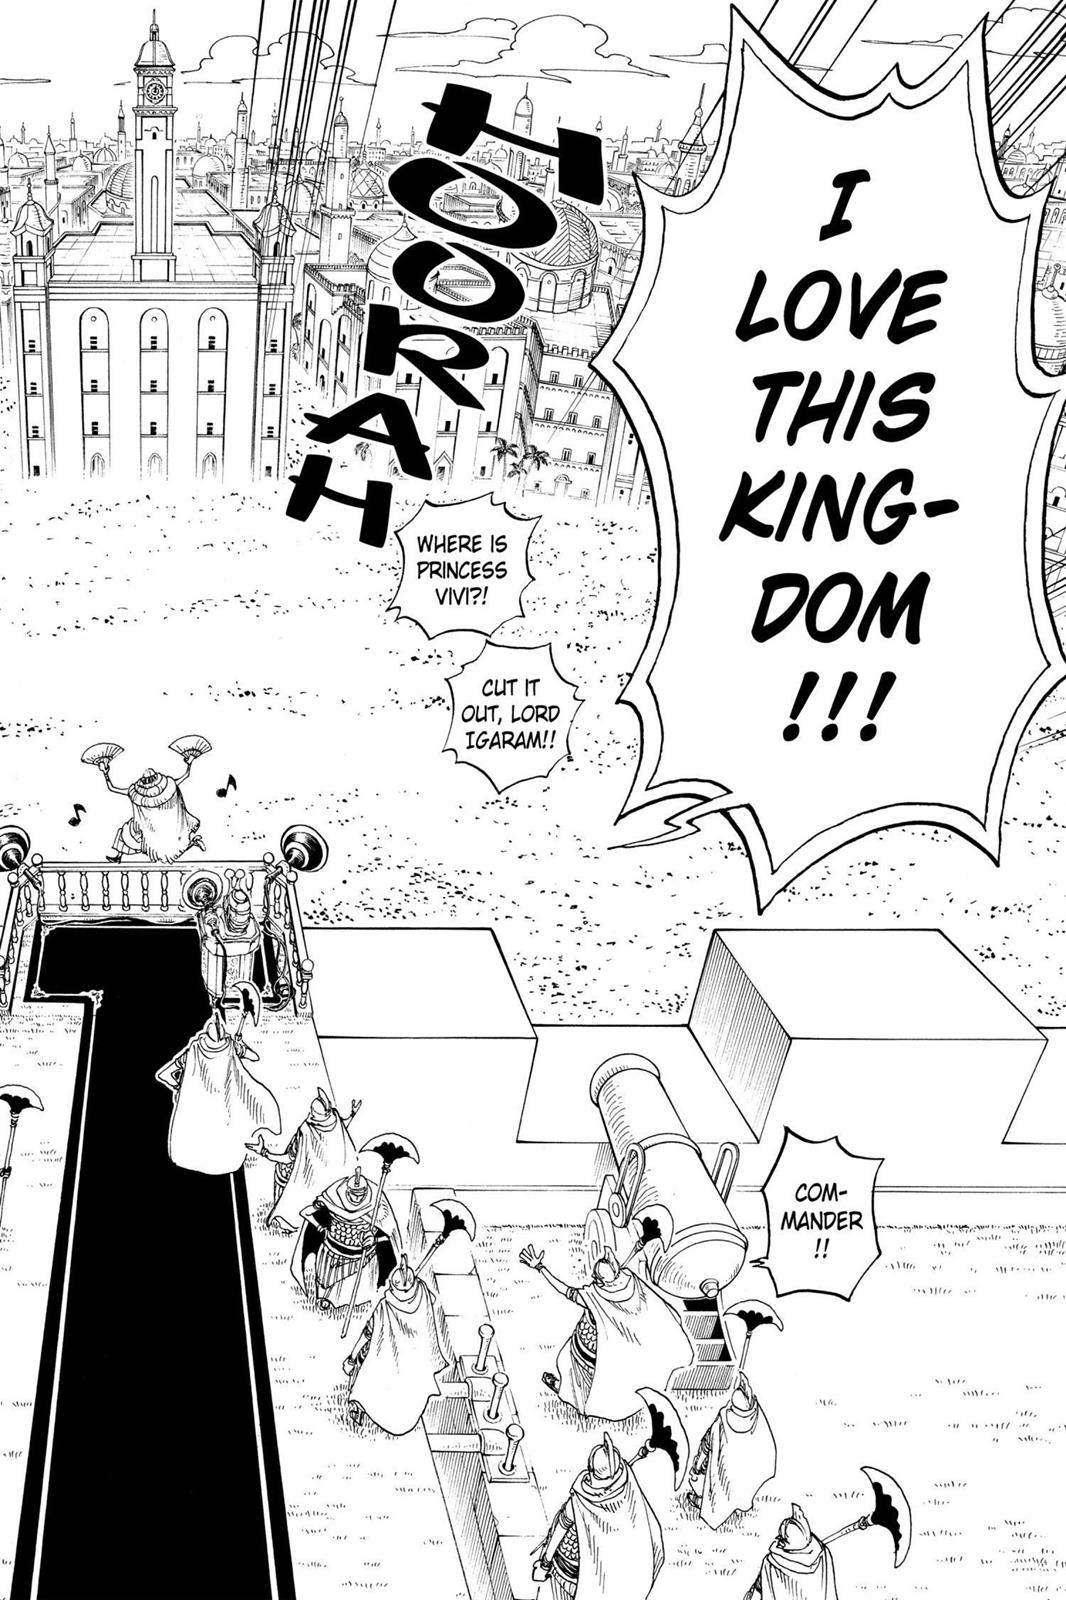 I
LOVE
THIS
KING-
DOM
!!!
HOORAH
WHERE IS
PRINCESS
VIVI?!
CUT IT
OUT, LORD
IGARAM!!
COM-
MANDER
!!